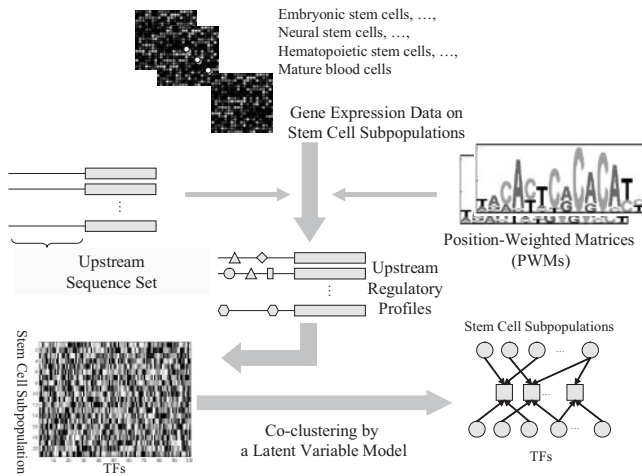 Embryonic stem cells, …,
Neural stem cells, …,
Hematopoietic stem cells, …,
Mature blood cells
Gene Expression Data on
Stem Cell Subpopulations
Upstream
Sequence Set
Position-Weighted Matrices
(PWMs)
Upstream
Regulatory
Profiles
Stem Cell Subpopulation
TFs
Co-clustering by
a Latent Variable Model
Stem Cell Subpopulations
TFs